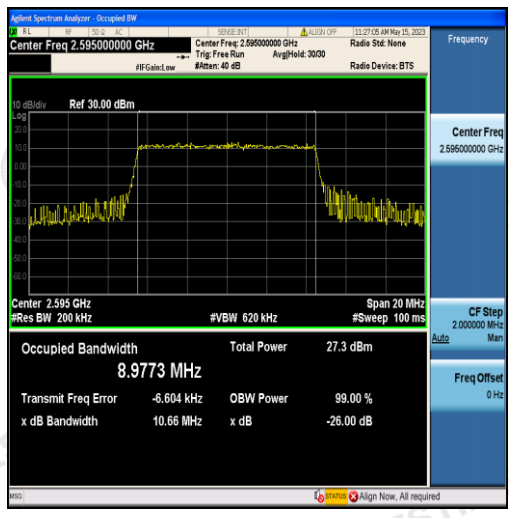 Agilent Spectrum Analyzer - Occupied BW
RL RF 50 Ω AC SENSE:INT ALIGN OFF 11:27:05 AM May 15, 2023
Center Freq 2.595000000 GHz
Center Freq: 2.595000000 GHz
Radio Std: None
Trig: Free Run Avg|Hold: 30/30
#IFGain:Low #Atten: 40 dB Radio Device: BTS
Frequency
10 dB/div Ref 30.00 dBm
Log
20.0
10.0
0.00
-10.0
-20.0
-30.0
-40.0
-50.0
-60.0
Center Freq
2.595000000 GHz
Center 2.595 GHz Span 20 MHz
#Res BW 200 kHz #VBW 620 kHz #Sweep 100 ms
CF Step
2.000000 MHz
Auto Man
Occupied Bandwidth Total Power 27.3 dBm
8.9773 MHz
Freq Offset
0 Hz
Transmit Freq Error -6.604 kHz OBW Power 99.00 %
x dB Bandwidth 10.66 MHz x dB -26.00 dB
MSG STATUS Align Now, All required